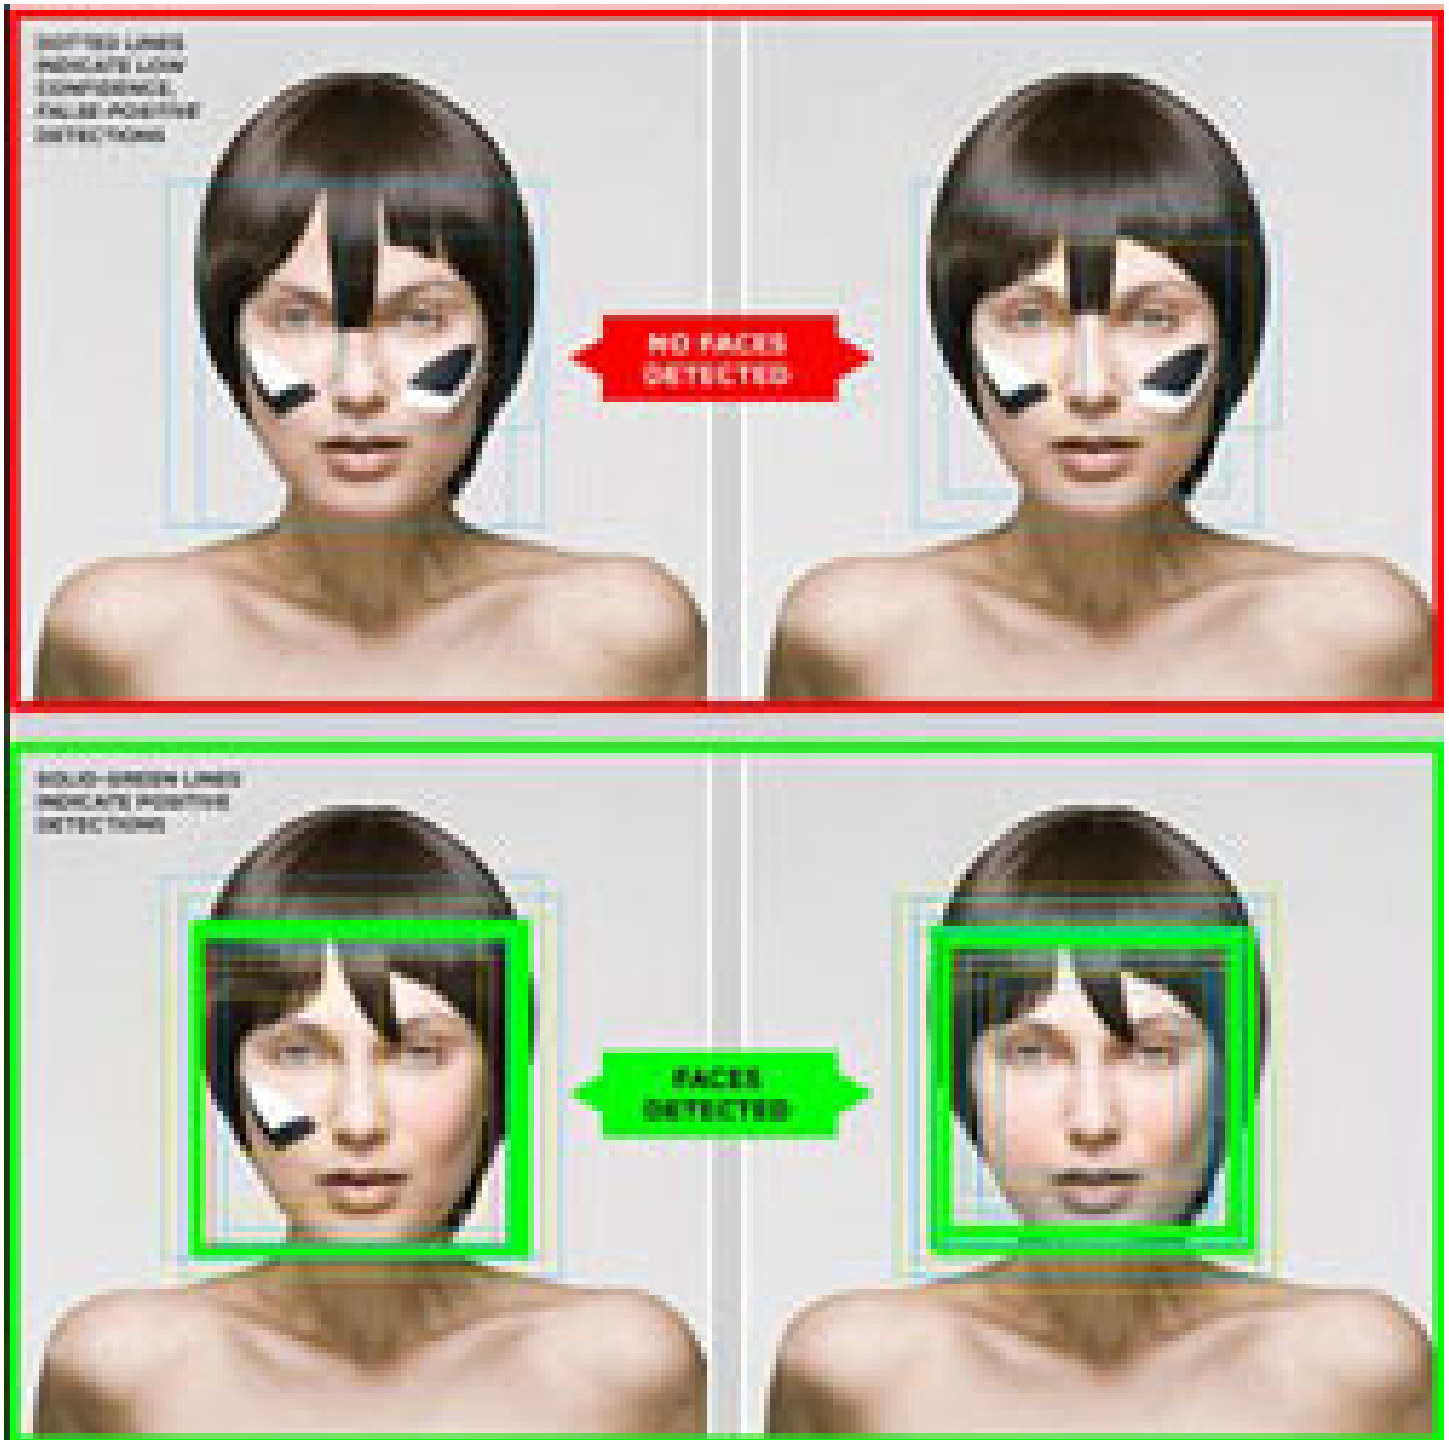 DOTTED LINES
INDICATE LOW
CONFIDENCE,
FALSE-POSITIVE
DETECTIONS
NO FACES
DETECTED
SOLID-GREEN LINES
INDICATE POSITIVE
DETECTIONS
FACES
DETECTED